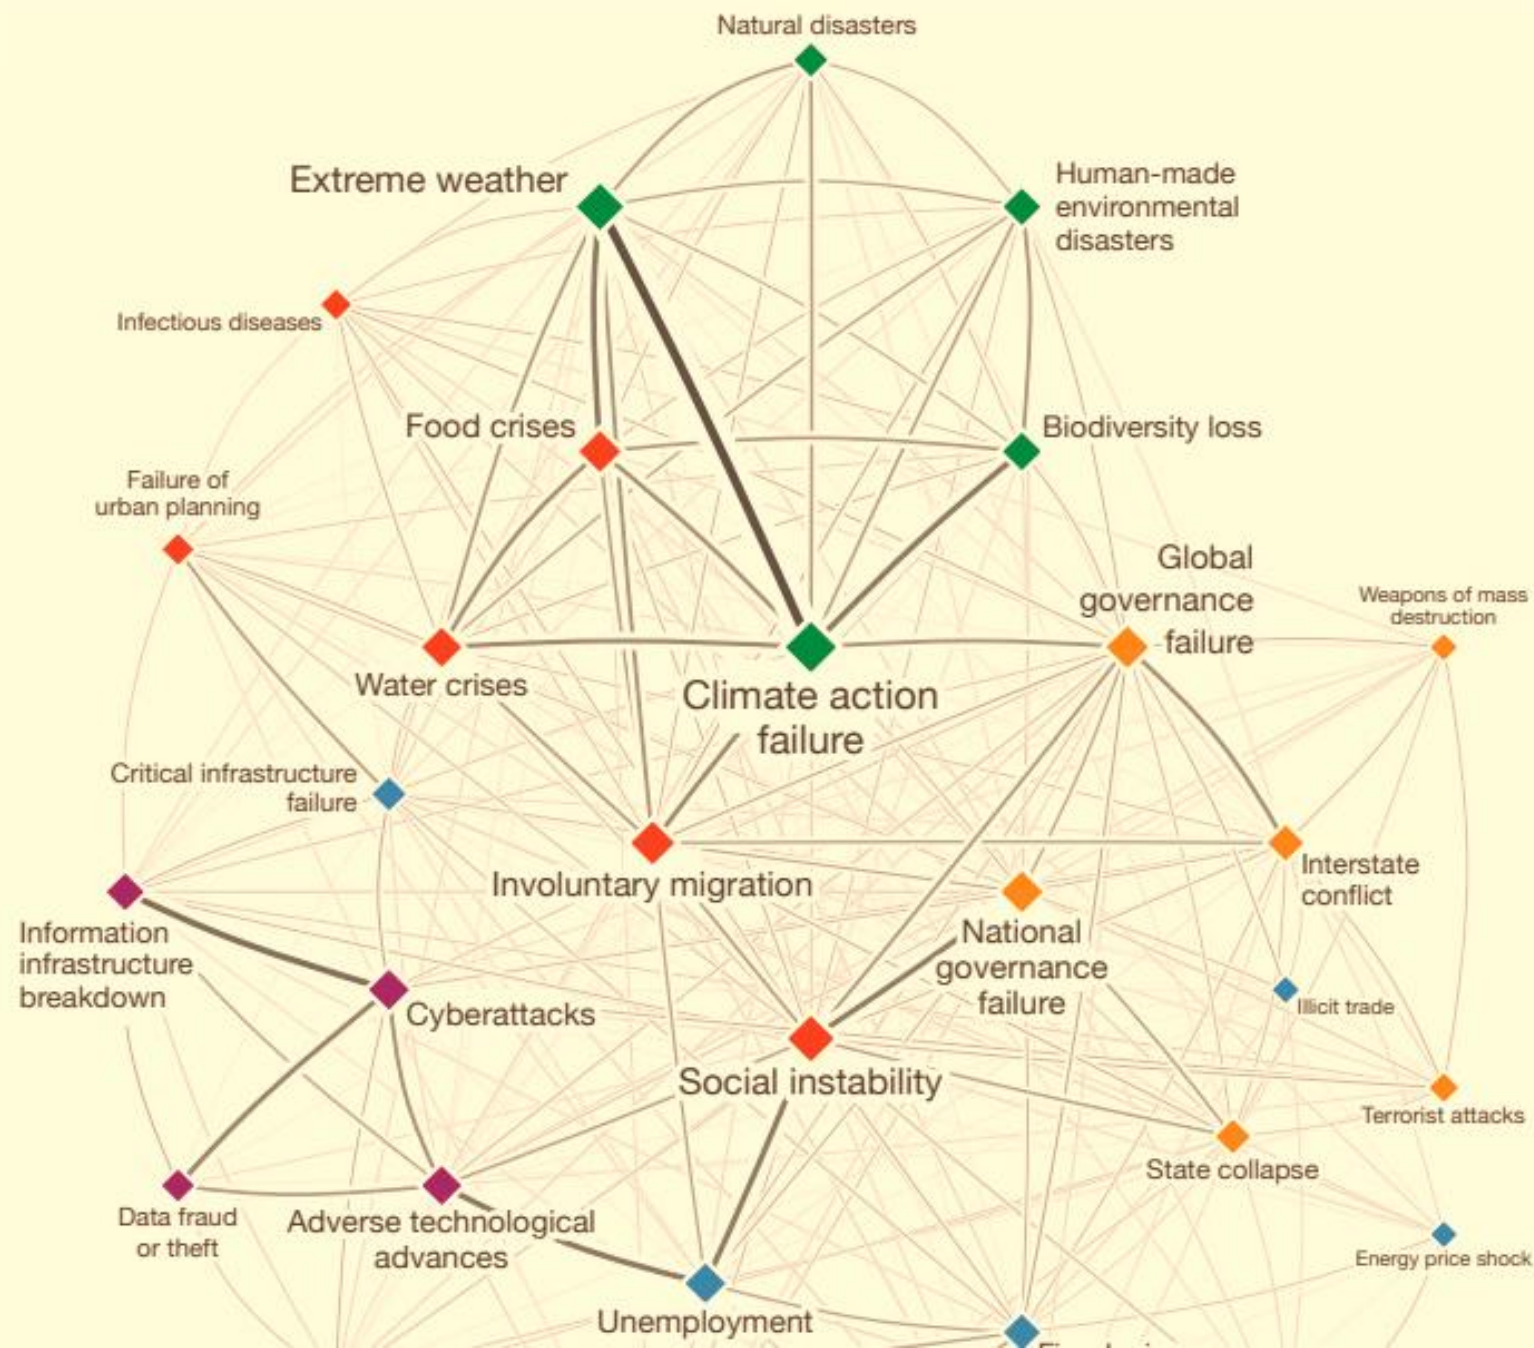 Natural disasters
Extreme weather
Human-made
environmental
disasters
Infectious diseases
Food crises
Biodiversity loss
Failure of
urban planning
Global
governance
failure
Weapons of mass
destruction
Water crises
Climate action
failure
Critical infrastructure
failure
Involuntary migration
Interstate
conflict
Information
infrastructure
breakdown
National
governance
failure
Cyberattacks
Illicit trade
Social instability
Terrorist attacks
State collapse
Data fraud
or theft
Adverse technological
advances
Energy price shock
Unemployment